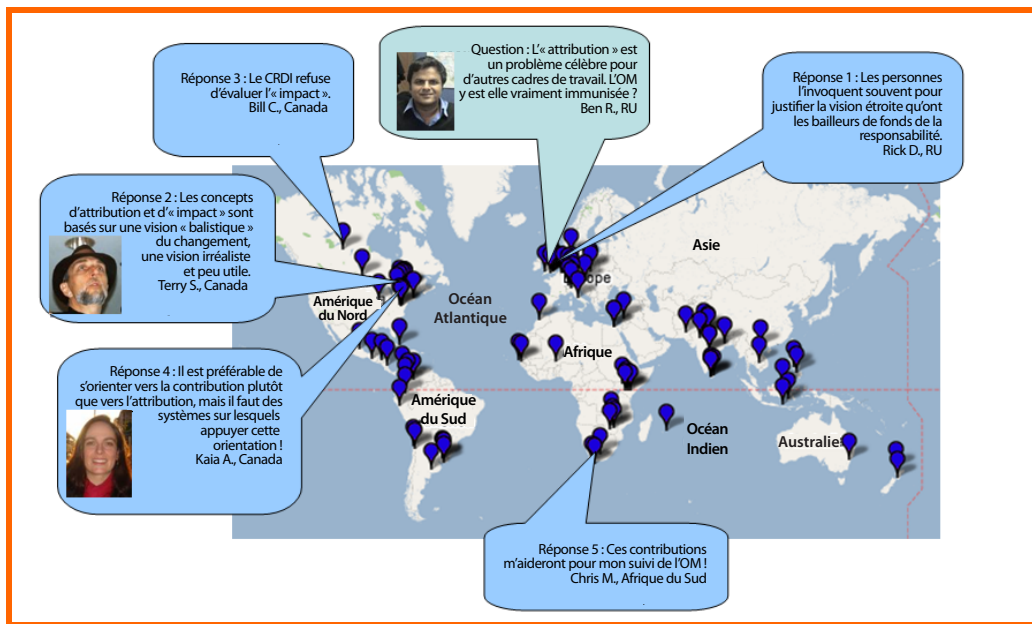 Question : L'« attribution » est
un problème célèbre pour
d'autres cadres de travail. L'OM
y est elle vraiment immunisée ?
Ben R., RU
Réponse 1 : Les personnes
l'invoquent souvent pour
justifier la vision étroite qu'ont
les bailleurs de fonds de la
responsabilité.
Rick D., RU
Réponse 3 : Le CRDI refuse
d'évaluer l'« impact ».
Bill C., Canada
Réponse 2 : Les concepts
d'attribution et d'« impact » sont
basés sur une vision « balistique »
du changement,
une vision irréaliste
et peu utile.
Terry S., Canada
Réponse 4 : Il est préférable de
s'orienter vers la contribution plutôt
que vers l'attribution, mais il faut des
systèmes sur lesquels
appuyer cette
orientation !
Kaia A., Canada
Réponse 5 : Ces contributions
m'aideront pour mon suivi de l'OM !
Chris M., Afrique du Sud
Asie
Europe
Amérique
du Nord
Océan
Atlantique
Afrique
Amérique
du Sud
Océan
Indien
Australie